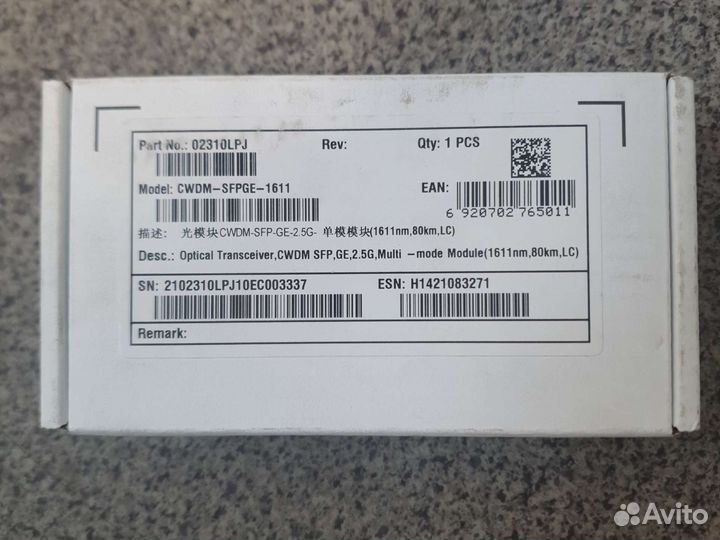 Part No.: 02310LPJ Rev: Qty: 1 PCS
Model: CWDM-SFPGE-1611 EAN:
6 920702 765011
描述: 光模块CWDM-SFP-GE-2.5G- 单模模块(1611nm,80km,LC)
Desc.: Optical Transceiver,CWDM SFP,GE,2.5G,Multi -mode Module(1611nm,80km,LC)
SN: 2102310LPJ10EC003337 ESN: H1421083271
Remark:
Avito